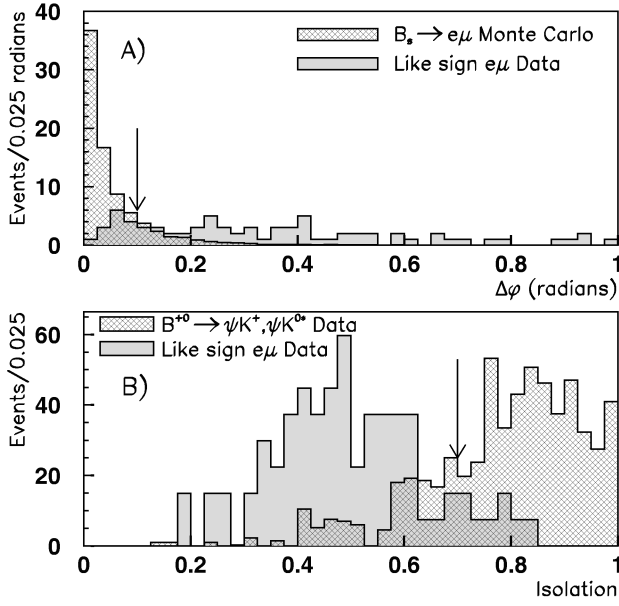 40
30
20
10
0
Events/0.025 radians
A)
Bₛ → eμ Monte Carlo
Like sign eμ Data
0 0.2 0.4 0.6 0.8 1
Δφ (radians)
60
40
20
0
Events/0.025
B⁺⁰ → ψK⁺,ψK⁰* Data
Like sign eμ Data
B)
0 0.2 0.4 0.6 0.8 1
Isolation